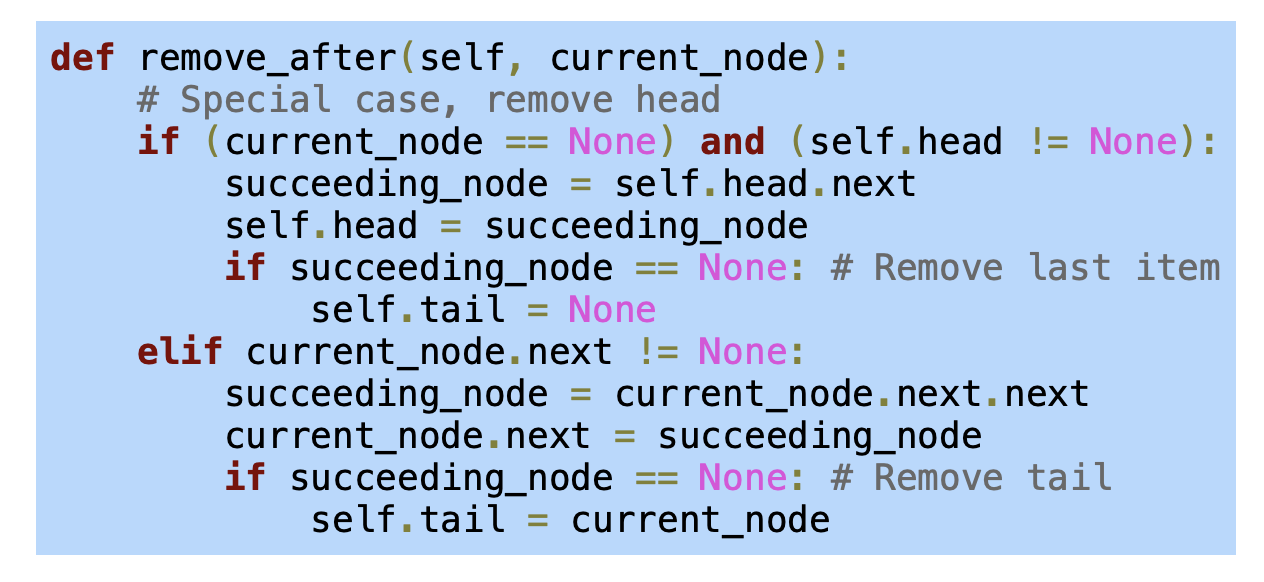 def remove_after(self, current_node):
    # Special case, remove head
    if (current_node == None) and (self.head != None):
        succeeding_node = self.head.next
        self.head = succeeding_node
        if succeeding_node == None: # Remove last item
            self.tail = None
    elif current_node.next != None:
        succeeding_node = current_node.next.next
        current_node.next = succeeding_node
        if succeeding_node == None: # Remove tail
            self.tail = current_node